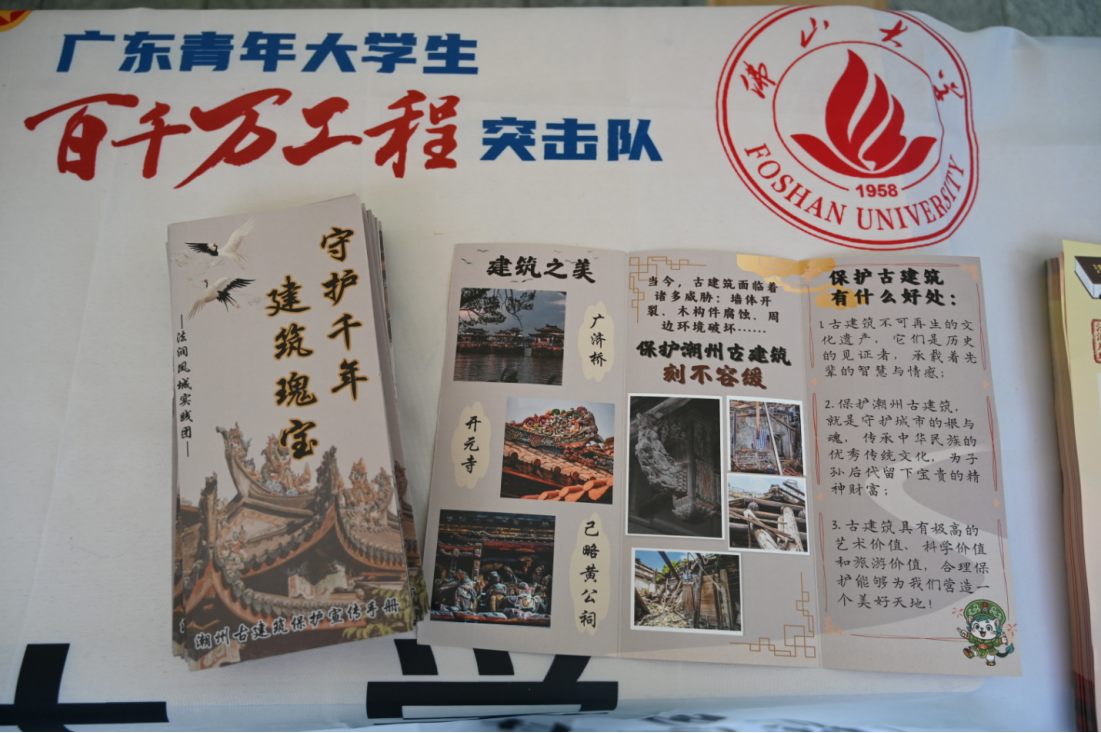 广东青年大学生
百千万工程 突击队
佛山大学
FOSHAN UNIVERSITY
1958
守护千年
建筑瑰宝
—法润凤城实践团—
潮州古建筑保护宣传手册
建筑之美
广济桥
开元寺
己略黄公祠
当今，古建筑面临着
诸多威胁：墙体开
裂、木构件腐蚀、周
边环境破坏……
保护潮州古建筑
刻不容缓
保护古建筑
有什么好处：
1.古建筑不可再生的文
化遗产，它们是历史
的见证者，承载着先
辈的智慧与情感；
2.保护潮州古建筑，
就是守护城市的根与
魂，传承中华民族的
优秀传统文化，为子
孙后代留下宝贵的精
神财富；
3.古建筑具有极高的
艺术价值、科学价值
和旅游价值，合理保
护能够为我们营造一
个美好天地！